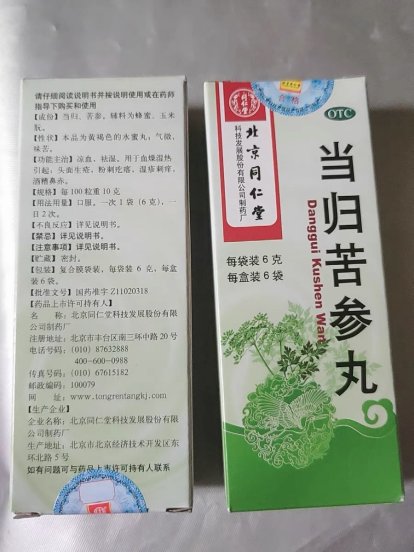 请仔细阅读说明书并按说明使用或在药师
指导下购买和使用
【成份】当归、苦参。辅料为蜂蜜、玉米
朊。
【性状】本品为黄褐色的水蜜丸；气微，
味苦。
【功能主治】凉血，祛湿。用于血燥湿热
引起：头面生疮，粉刺疙瘩，湿疹刺痒，
酒糟鼻赤。
【规格】每100粒重10克
【用法用量】口服。一次1袋（6克），一
日2次。
【不良反应】详见说明书。
【禁忌】详见说明书。
【注意事项】详见说明书。
【贮藏】密封。
【包装】复合膜袋装，每袋装6克，每盒
装6袋。
【批准文号】国药准字Z11020318
【药品上市许可持有人】
名 称：北京同仁堂科技发展股份有限
公司制药厂
注册地址：北京市丰台区南三环中路20号
电话号码：(010) 87632888
400-600-0988
传真号码：(010) 67615182
邮政编码：100079
网 址：www.tongrentangkj.com
【生产企业】
企业名称：北京同仁堂科技发展股份有限
公司制药厂
生产地址：北京市北京经济技术开发区东
环北路5号
如有问题可与药品上市许可持有人联系
同仁堂
OTC
北京同仁堂
科技发展股份有限公司制药厂
当归苦参丸
Danggui Kushen Wan
每袋装6克
每盒装6袋